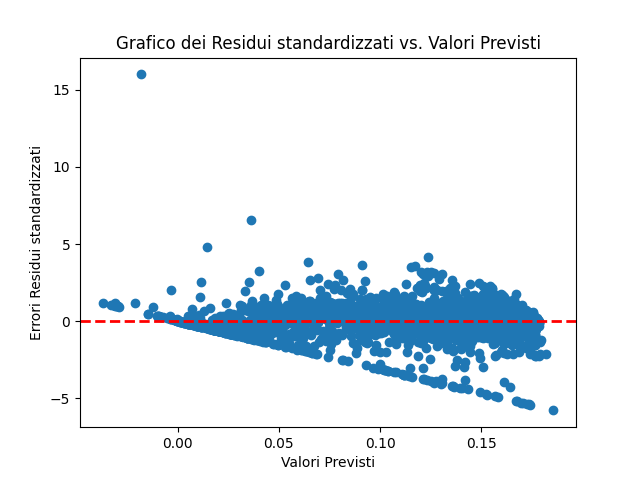 Grafico dei Residui standardizzati vs. Valori Previsti
Errori Residui standardizzati
15
10
5
0
−5
0.00 0.05 0.10 0.15
Valori Previsti